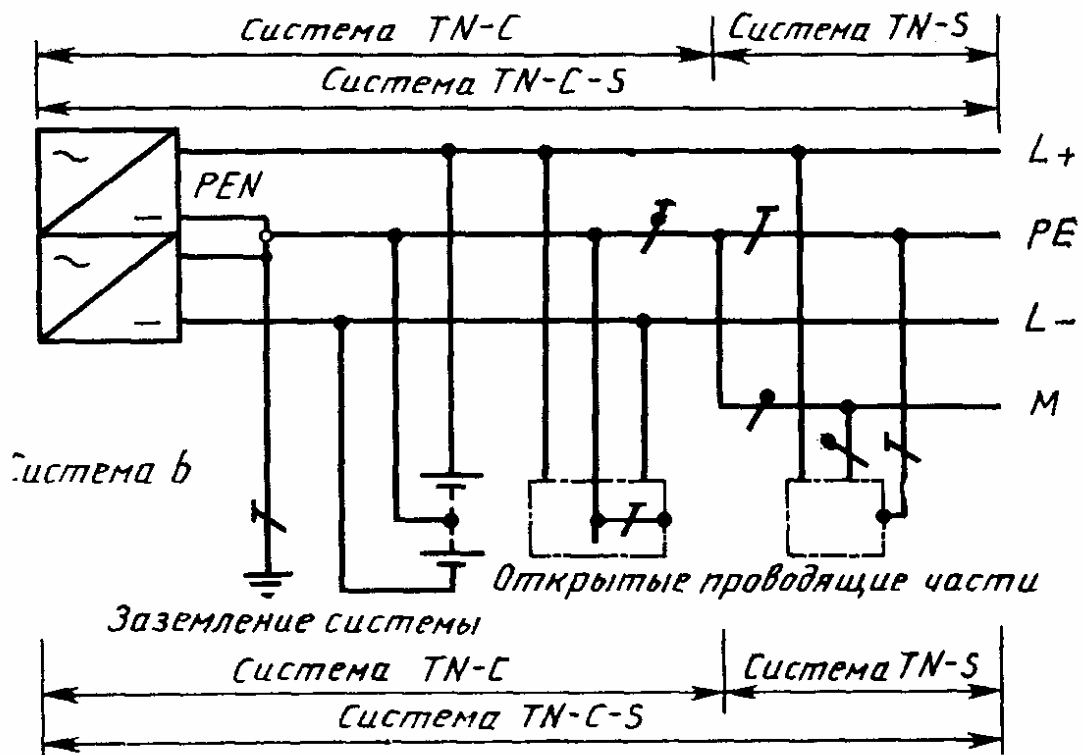 Система TN-C
Система TN-S
Система TN-C-S
L+
PEN
PE
L-
M
Система b
Открытые проводящие части
Заземление системы
Система TN-C
Система TN-S
Система TN-C-S